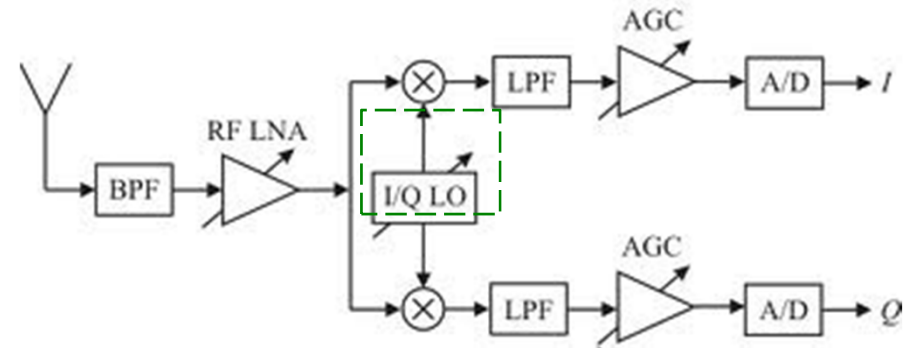 AGC
LPF
A/D
I
RF LNA
BPF
I/Q LO
AGC
LPF
A/D
Q